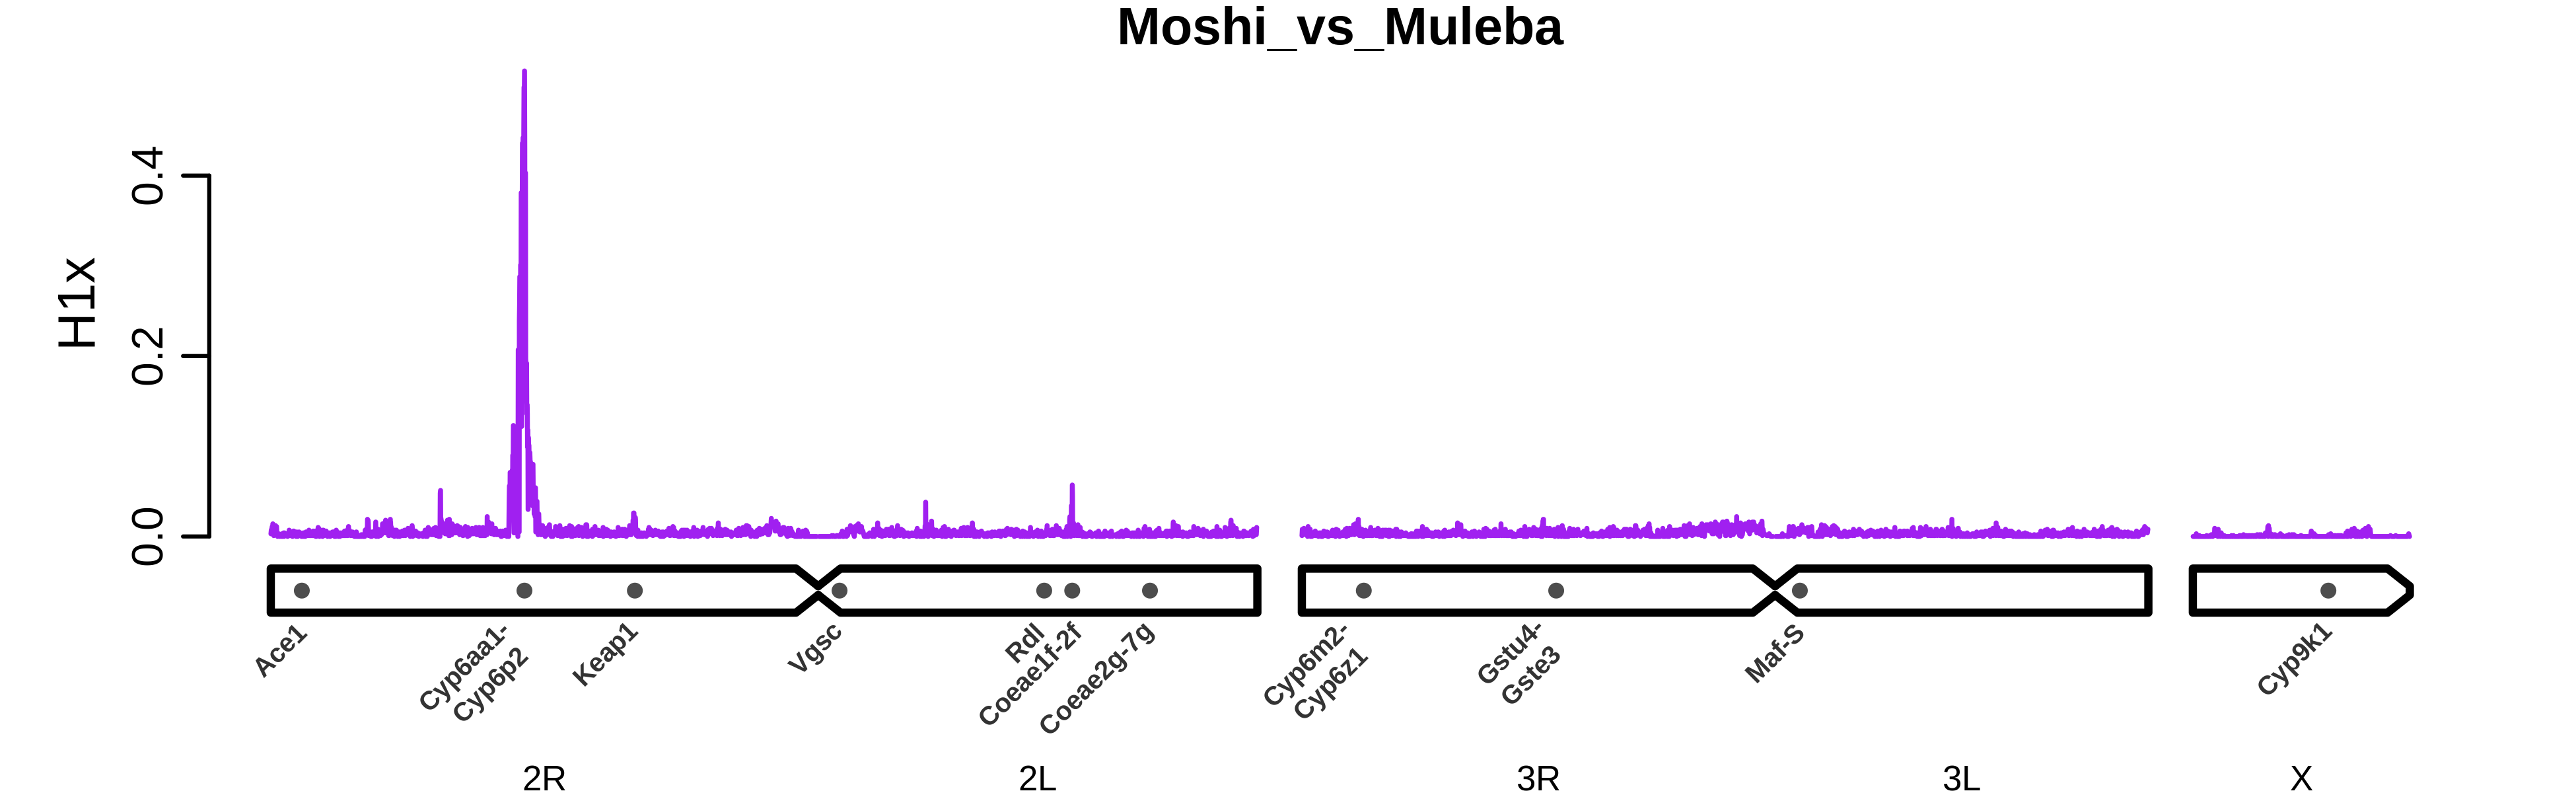 Moshi_vs_Muleba
H1x
0.4
0.2
0.0
Ace1
Cyp6aa1-
Cyp6p2
Keap1
Vgsc
Rdl
Coeae1f-2f
Coeae2g-7g
Cyp6m2-
Cyp6z1
Gstu4-
Gste3
Maf-S
Cyp9k1
2R
2L
3R
3L
X